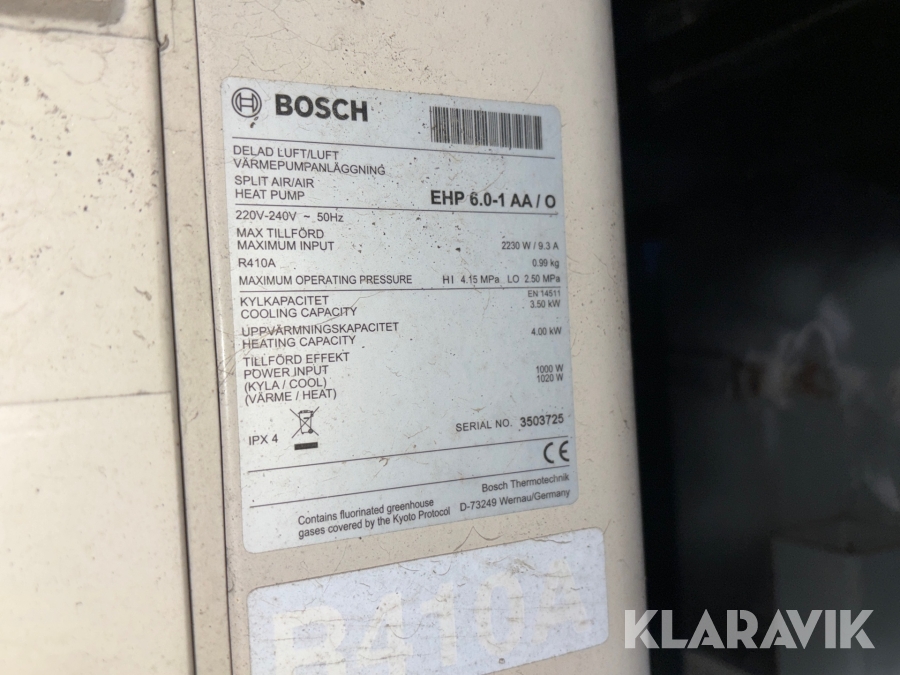 BOSCH
DELAD LUFT/LUFT
VÄRMEPUMPANLÄGGNING
SPLIT AIR/AIR
HEAT PUMP
EHP 6.0-1 AA / O
220V-240V ~ 50Hz
MAX TILLFÖRD
MAXIMUM INPUT 2230 W / 9.3 A
R410A 0.99 kg
MAXIMUM OPERATING PRESSURE HI 4.15 MPa LO 2.50 MPa
EN 14511
KYLKAPACITET
COOLING CAPACITY 3.50 kW
UPPVÄRMNINGSKAPACITET
HEATING CAPACITY 4.00 kW
TILLFÖRD EFFEKT
POWER INPUT
(KYLA / COOL) 1000 W
(VÄRME / HEAT) 1020 W
IPX 4
SERIAL NO. 3503725
CE
Contains fluorinated greenhouse
gases covered by the Kyoto Protocol
Bosch Thermotechnik
D-73249 Wernau/Germany
R410A
KLARAVIK